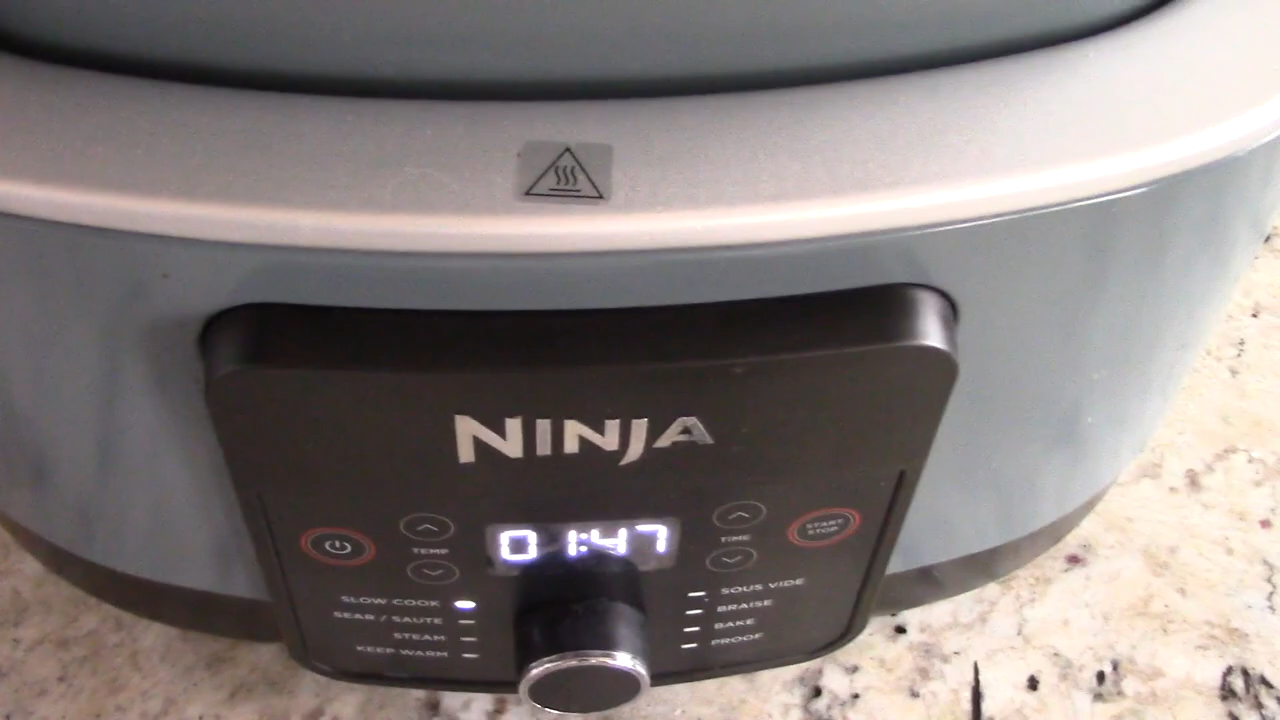 NINJA
TEMP
01:47
TIME
START
STOP
SLOW COOK
SEAR / SAUTE
STEAM
KEEP WARM
SOUS VIDE
BRAISE
BAKE
PROOF